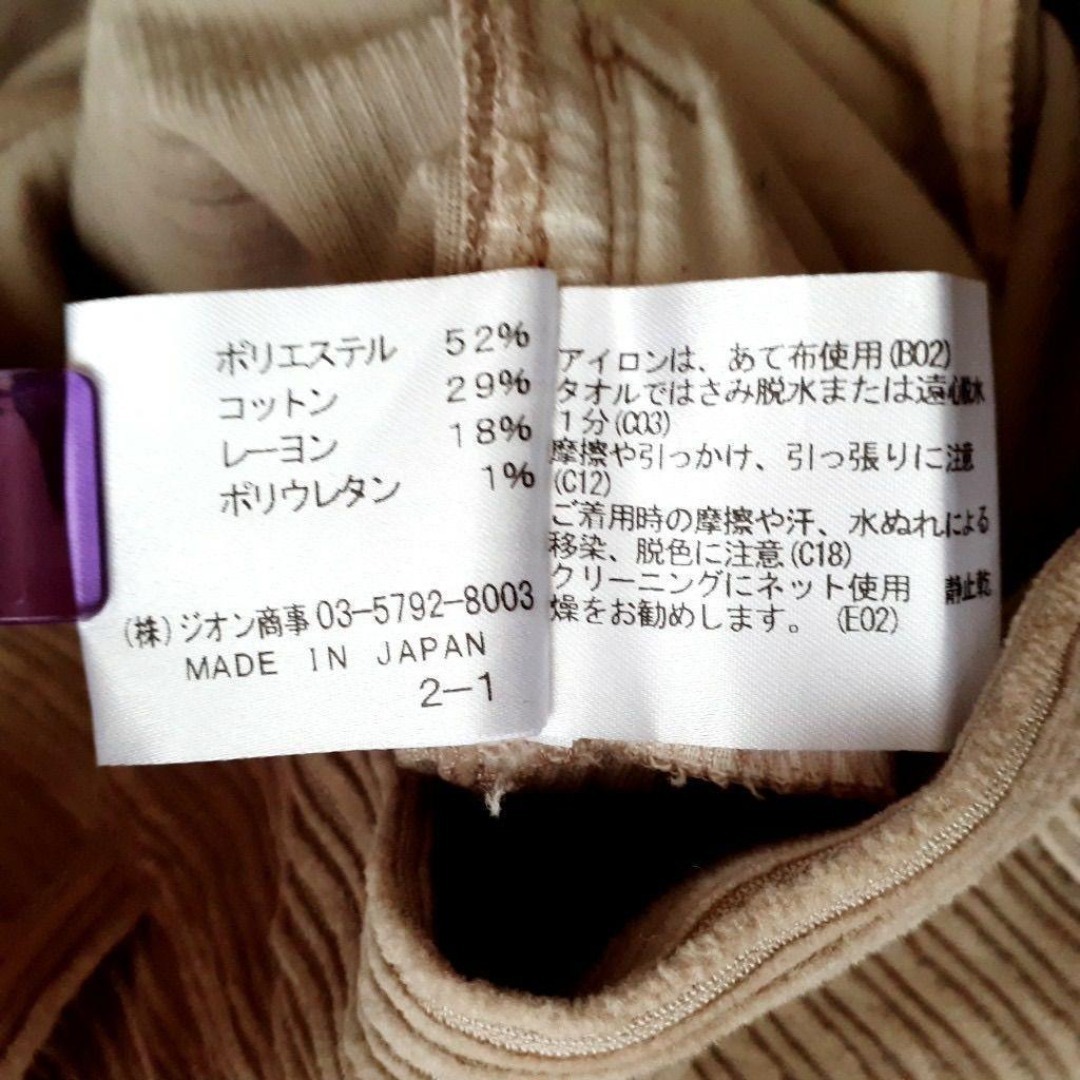 ポリエステル 52%
コットン 29%
レーヨン 18%
ポリウレタン 1%
(株)ジオン商事 03-5792-8003
MADE IN JAPAN
2-1
アイロンは、あて布使用(B02)
タオルではさみ脱水または遠心脱水
1分(C03)
摩擦や引っかけ、引っ張りに注意
(C12)
ご着用時の摩擦や汗、水ぬれによる
移染、脱色に注意(C18)
クリーニングにネット使用 静止乾
燥をお勧めします。 (E02)